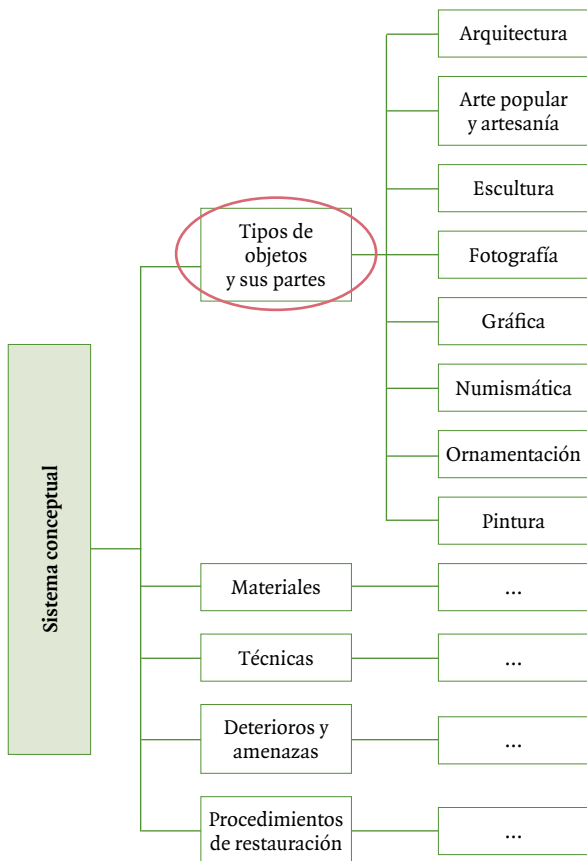 Sistema conceptual
Tipos de
objetos
y sus partes
Arquitectura
Arte popular
y artesanía
Escultura
Fotografía
Gráfica
Numismática
Ornamentación
Pintura
Materiales
...
Técnicas
...
Deterioros y
amenazas
...
Procedimientos
de restauración
...